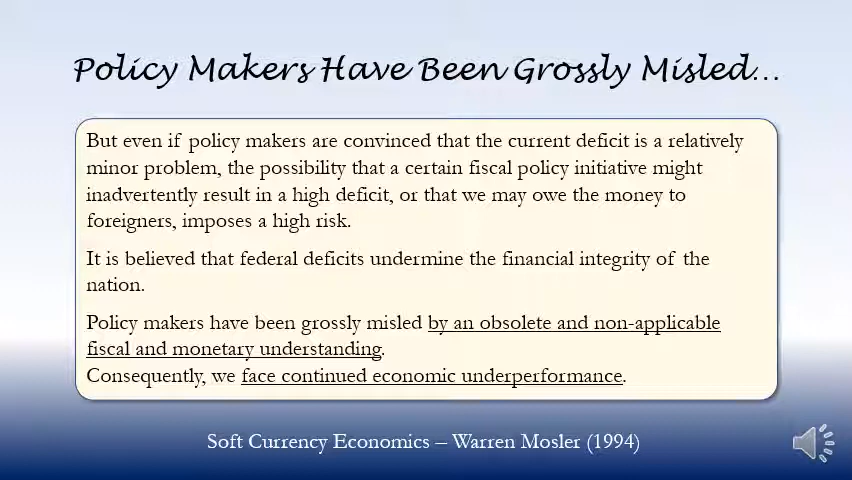 Policy Makers Have Been Grossly Misled...
But even if policy makers are convinced that the current deficit is a relatively
minor problem, the possibility that a certain fiscal policy initiative might
inadvertently result in a high deficit, or that we may owe the money to
foreigners, imposes a high risk.
It is believed that federal deficits undermine the financial integrity of the
nation.
Policy makers have been grossly misled by an obsolete and non-applicable
fiscal and monetary understanding.
Consequently, we face continued economic underperformance.
Soft Currency Economics – Warren Mosler (1994)